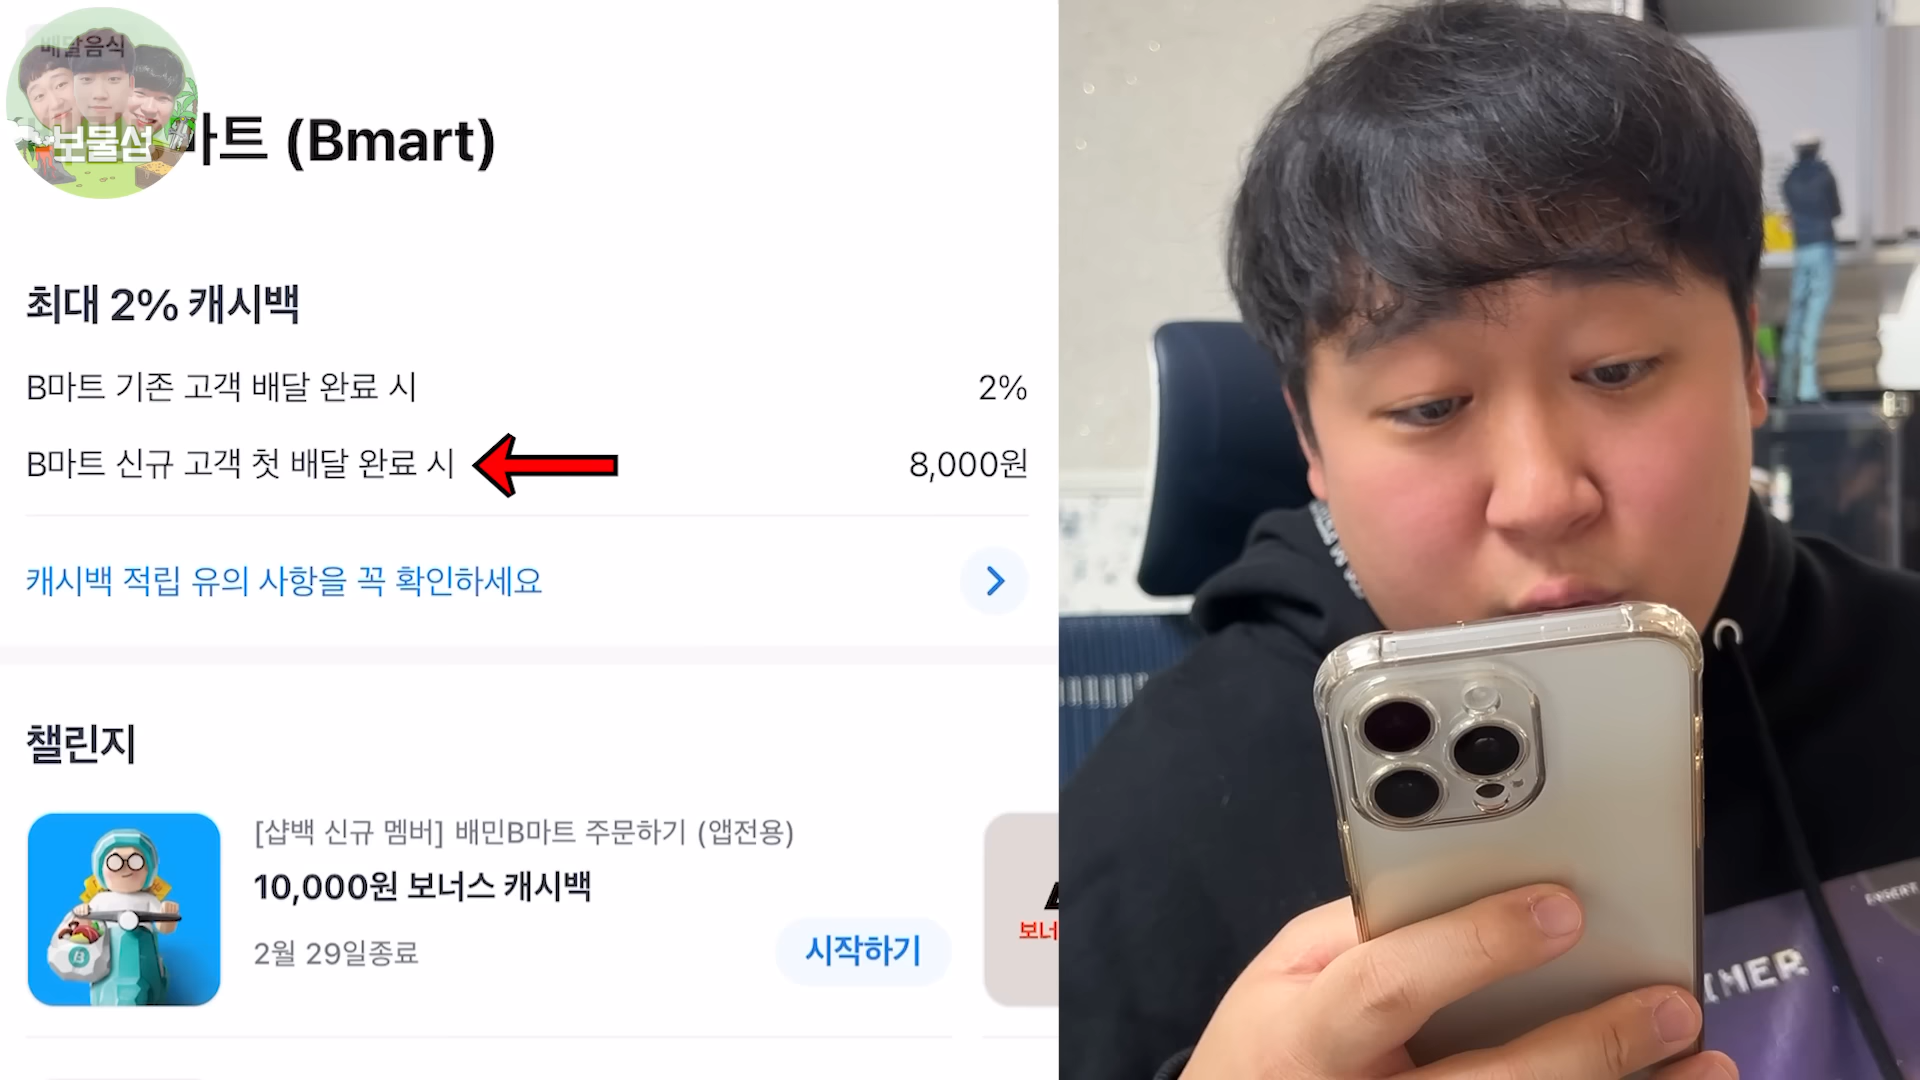 배달음식
보물섬
마트 (Bmart)
최대 2% 캐시백
B마트 기존 고객 배달 완료 시 2%
B마트 신규 고객 첫 배달 완료 시 8,000원
캐시백 적립 유의 사항을 꼭 확인하세요
챌린지
[샵백 신규 멤버] 배민B마트 주문하기 (앱전용)
10,000원 보너스 캐시백
2월 29일종료
시작하기
보너